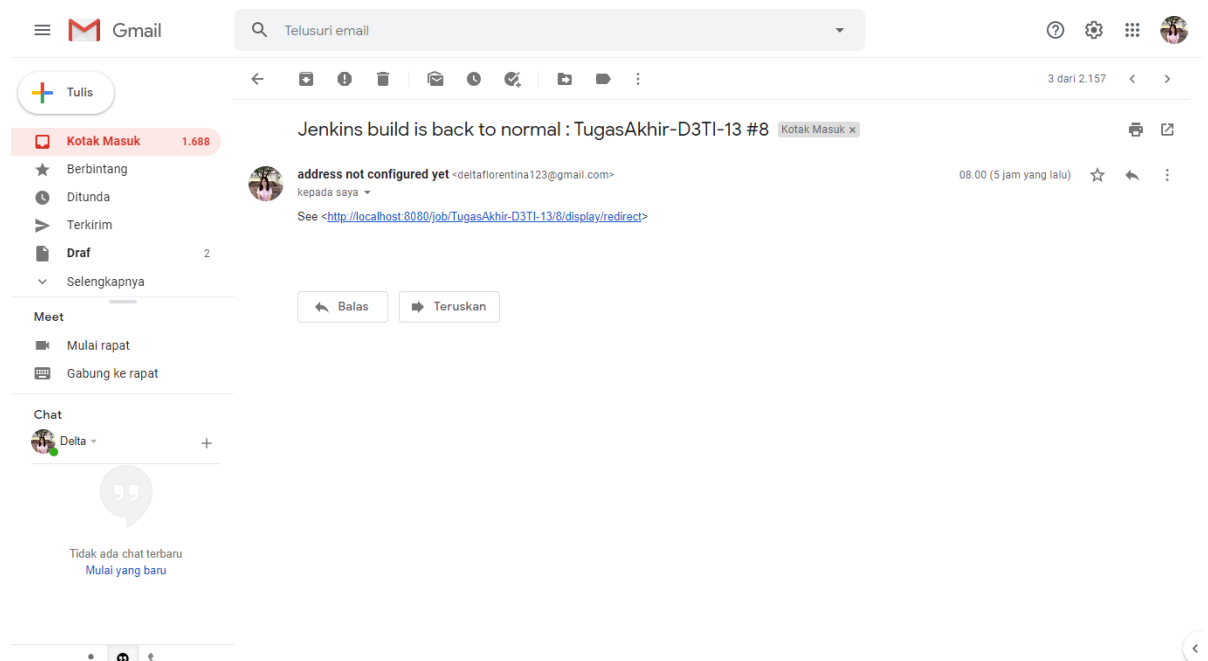 Gmail
Telusuri email
Tulis
3 dari 2.157
Kotak Masuk 1.688
Berbintang
Ditunda
Terkirim
Draf 2
Selengkapnya
Meet
Mulai rapat
Gabung ke rapat
Chat
Delta
Tidak ada chat terbaru
Mulai yang baru
Jenkins build is back to normal : TugasAkhir-D3TI-13 #8 Kotak Masuk x
address not configured yet <deltaflorentina123@gmail.com> 08.00 (5 jam yang lalu)
kepada saya
See <http://localhost:8080/job/TugasAkhir-D3TI-13/8/display/redirect>
Balas Teruskan